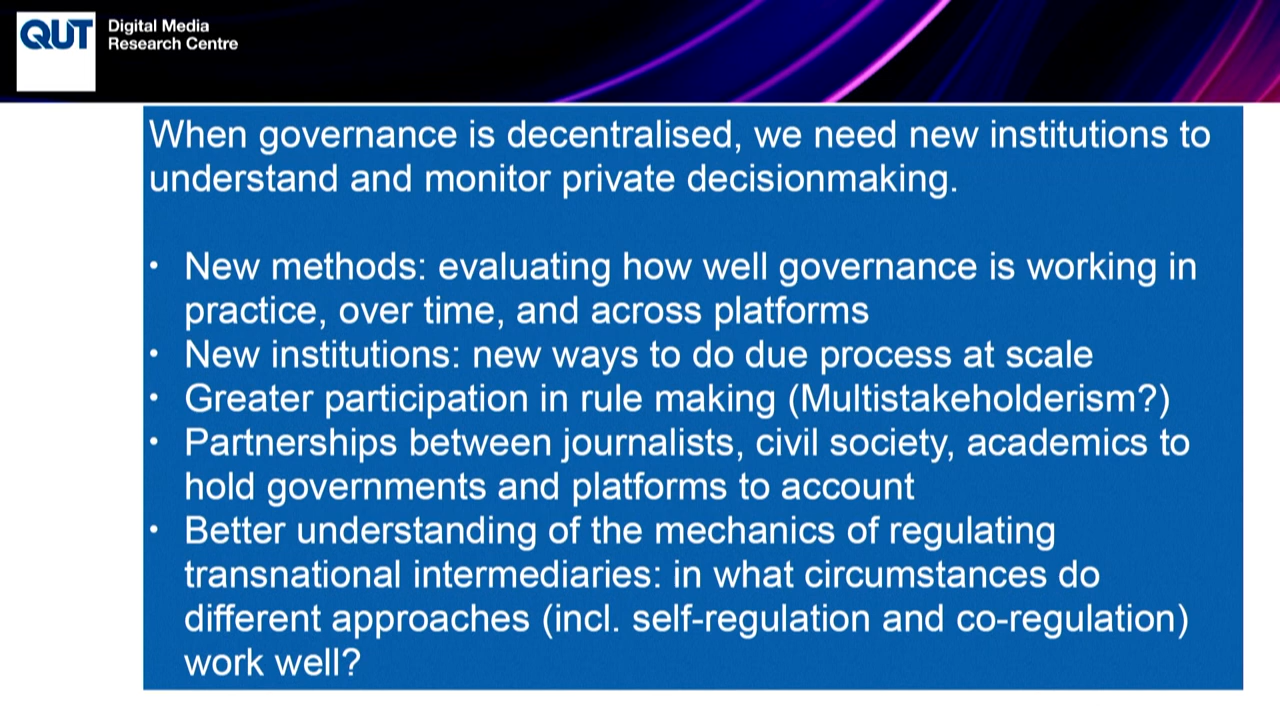 QUT
Digital Media
Research Centre
When governance is decentralised, we need new institutions to
understand and monitor private decisionmaking.
• New methods: evaluating how well governance is working in
practice, over time, and across platforms
• New institutions: new ways to do due process at scale
• Greater participation in rule making (Multistakeholderism?)
• Partnerships between journalists, civil society, academics to
hold governments and platforms to account
• Better understanding of the mechanics of regulating
transnational intermediaries: in what circumstances do
different approaches (incl. self-regulation and co-regulation)
work well?